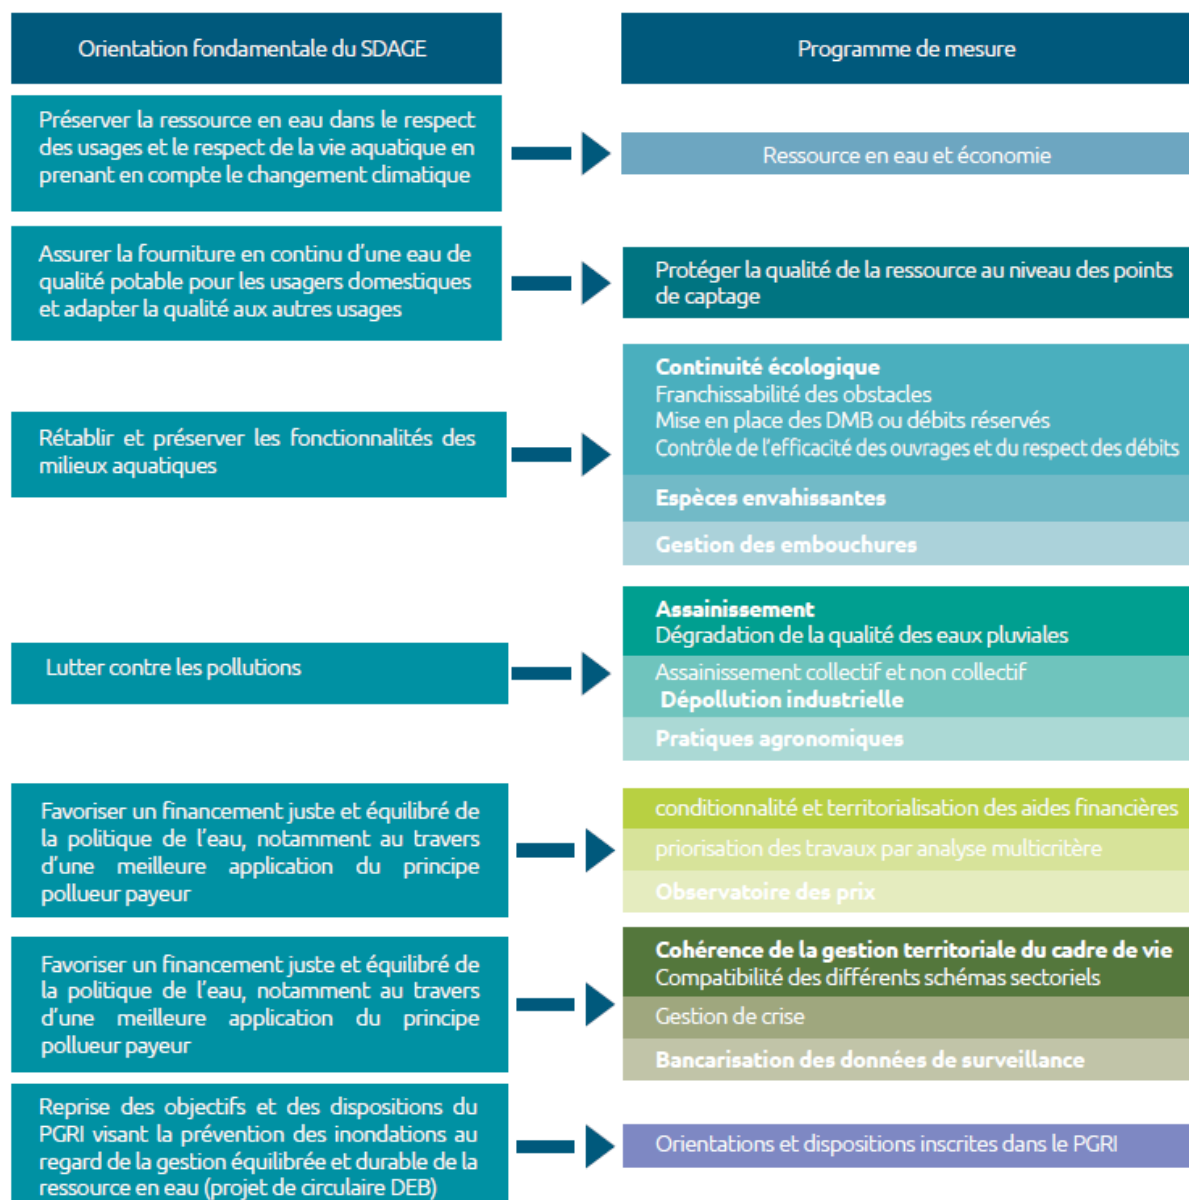 Orientation fondamentale du SDAGE
Programme de mesure
Préserver la ressource en eau dans le respect
des usages et le respect de la vie aquatique en
prenant en compte le changement climatique
Ressource en eau et économie
Assurer la fourniture en continu d'une eau de
qualité potable pour les usagers domestiques
et adapter la qualité aux autres usages
Protéger la qualité de la ressource au niveau des points
de captage
Rétablir et préserver les fonctionnalités des
milieux aquatiques
Continuité écologique
Franchissabilité des obstacles
Mise en place des DMB ou débits réservés
Contrôle de l'efficacité des ouvrages et du respect des débits
Espèces envahissantes
Gestion des embouchures
Lutter contre les pollutions
Assainissement
Dégradation de la qualité des eaux pluviales
Assainissement collectif et non collectif
Dépollution industrielle
Pratiques agronomiques
Favoriser un financement juste et équilibré de
la politique de l'eau, notamment au travers
d'une meilleure application du principe
pollueur payeur
conditionnalité et territorialisation des aides financières
priorisation des travaux par analyse multicritère
Observatoire des prix
Favoriser un financement juste et équilibré de
la politique de l'eau, notamment au travers
d'une meilleure application du principe
pollueur payeur
Cohérence de la gestion territoriale du cadre de vie
Compatibilité des différents schémas sectoriels
Gestion de crise
Bancarisation des données de surveillance
Reprise des objectifs et des dispositions du
PGRI visant la prévention des inondations au
regard de la gestion équilibrée et durable de la
ressource en eau (projet de circulaire DEB)
Orientations et dispositions inscrites dans le PGRI